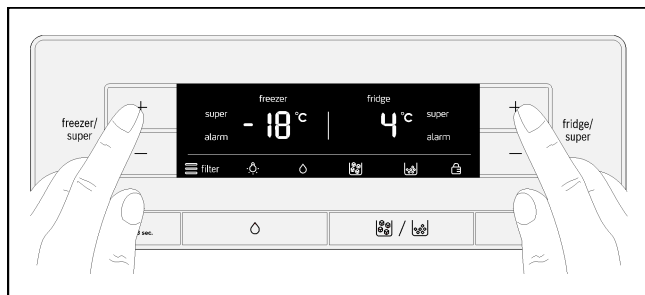 freezer
fridge
super
- 18 °C
4 °C
super
alarm
alarm
freezer/
super
fridge/
super
+
+
−
−
filter
sec.
/